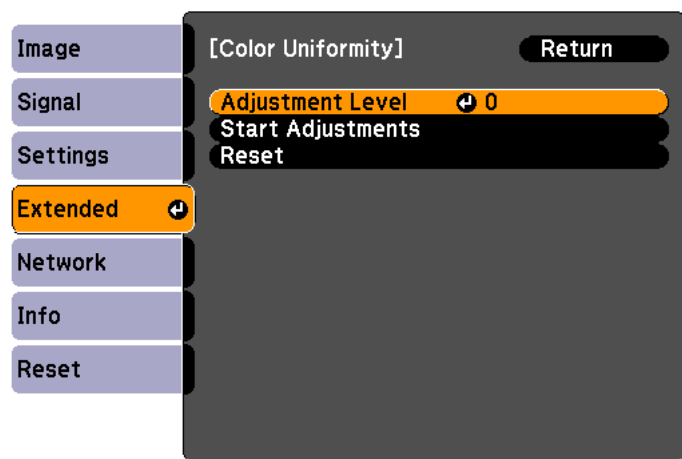 Image
Signal
Settings
Extended
Network
Info
Reset
[Color Uniformity] Return
Adjustment Level 0
Start Adjustments
Reset